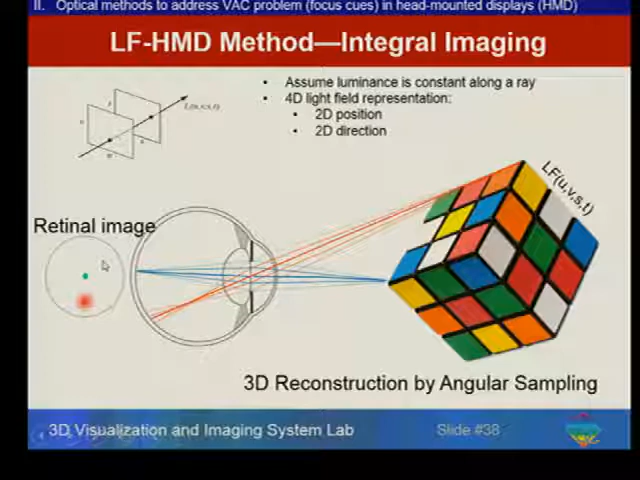 II. Optical methods to address VAC problem (focus cues) in head-mounted displays (HMD)
LF-HMD Method—Integral Imaging
• Assume luminance is constant along a ray
• 4D light field representation:
• 2D position
• 2D direction
LF(u,v,s,t)
Retinal image
3D Reconstruction by Angular Sampling
3D Visualization and Imaging System Lab
Slide #38